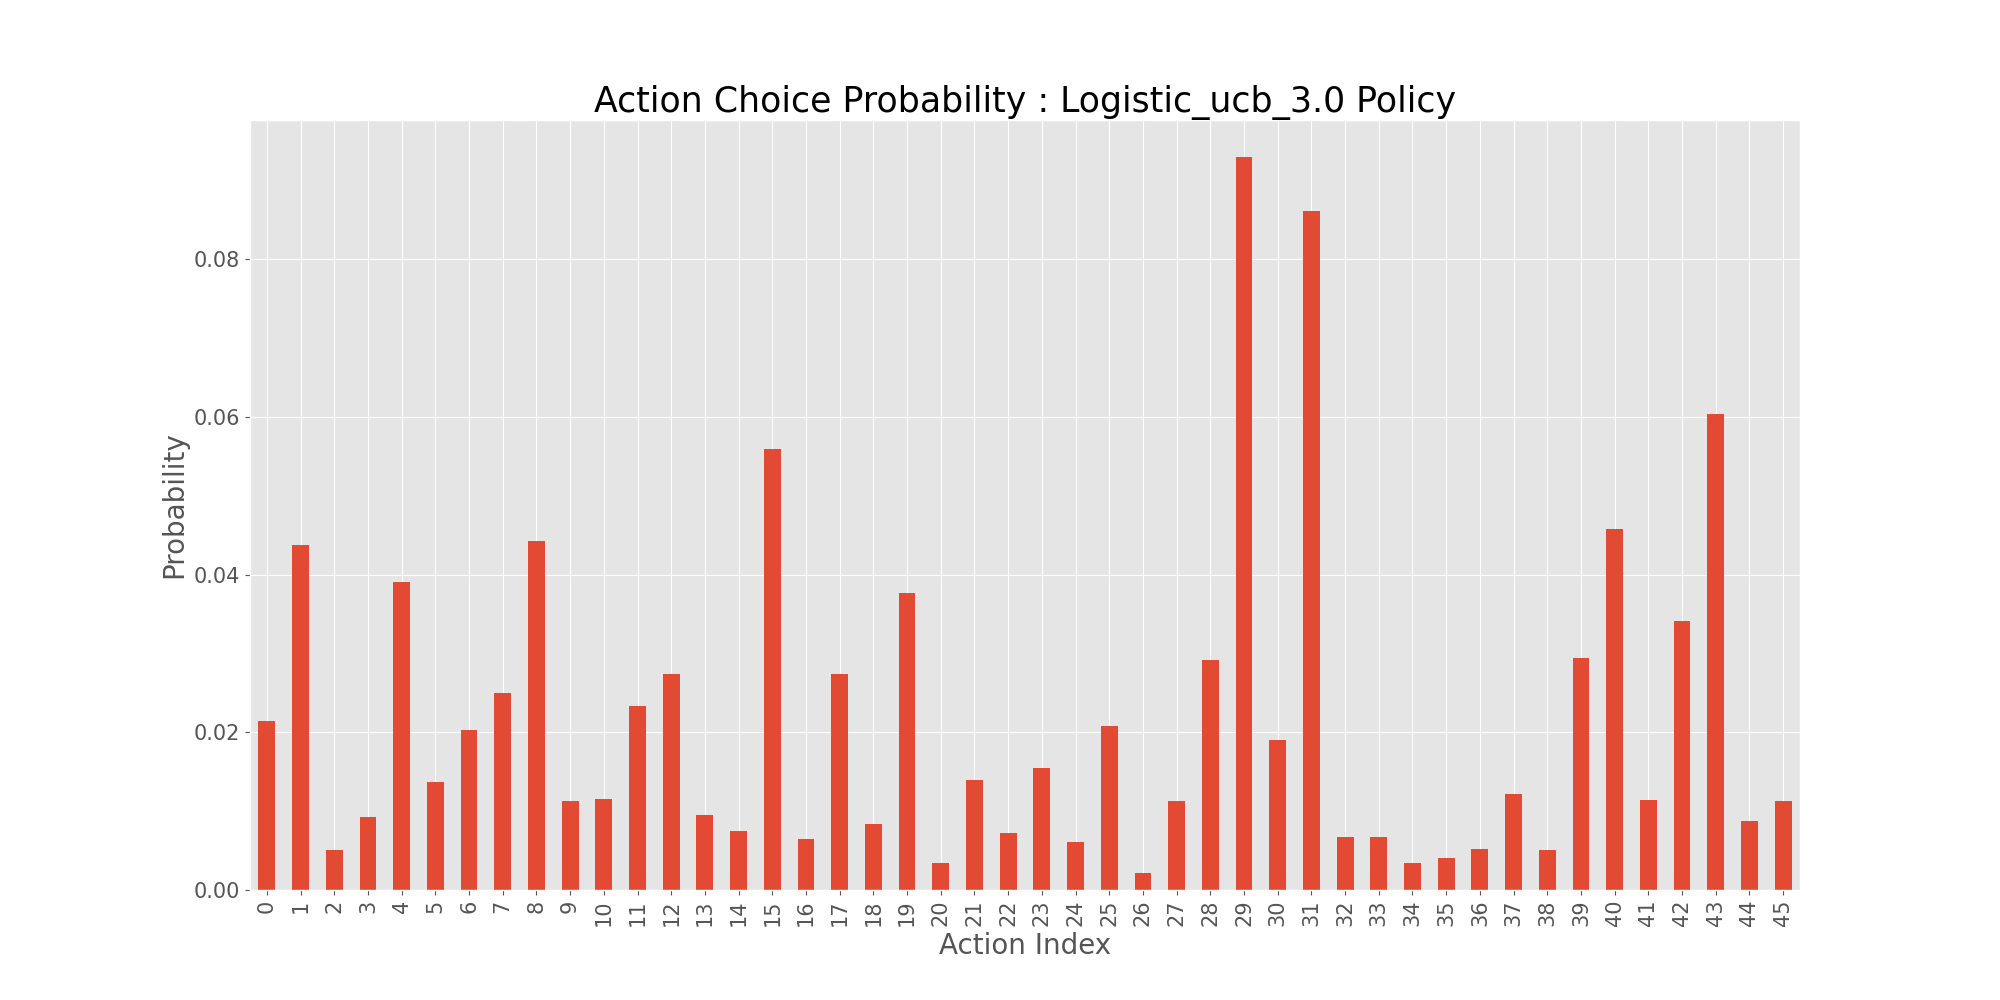 Action Choice Probability : Logistic_ucb_3.0 Policy
Probability
0.08
0.06
0.04
0.02
0.00
0 1 2 3 4 5 6 7 8 9 10 11 12 13 14 15 16 17 18 19 20 21 22 23 24 25 26 27 28 29 30 31 32 33 34 35 36 37 38 39 40 41 42 43 44 45
Action Index